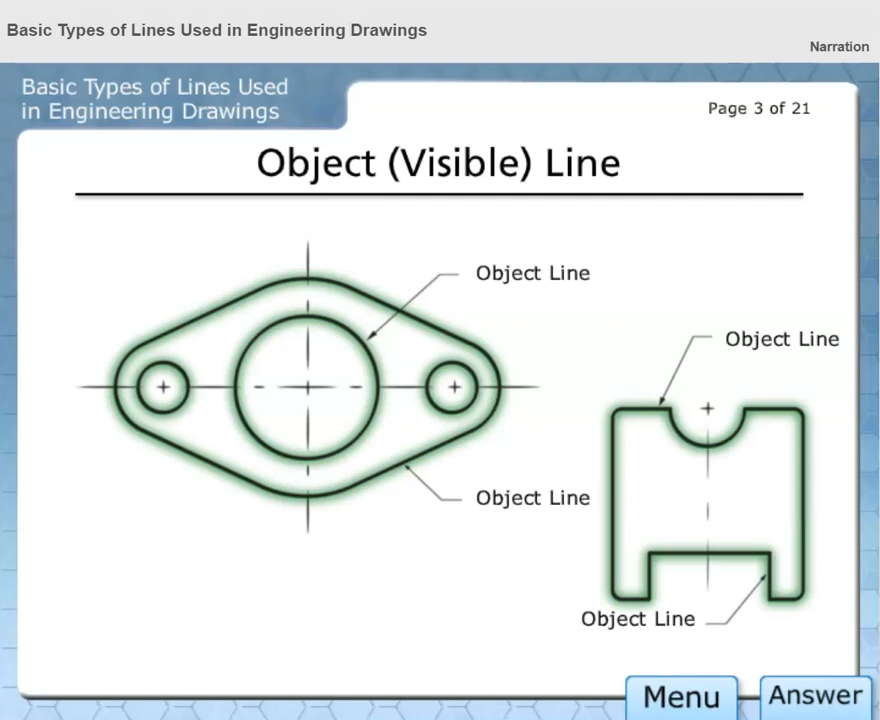 Basic Types of Lines Used in Engineering Drawings
Narration
Basic Types of Lines Used
in Engineering Drawings
Page 3 of 21
Object (Visible) Line
Object Line
Object Line
Object Line
Object Line
Menu
Answer